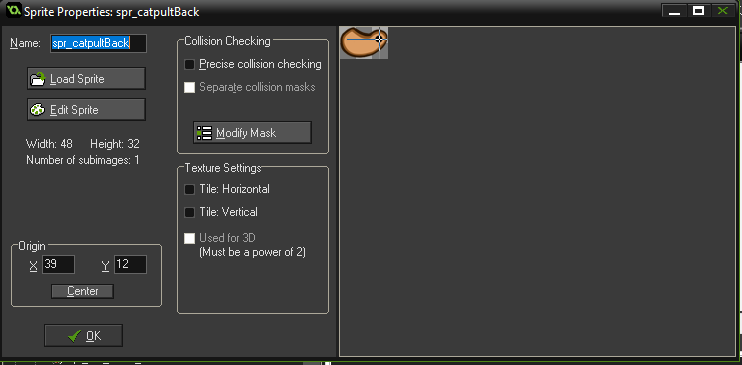 Sprite Properties: spr_catpultBack
Name: spr_catpultBack
Load Sprite
Edit Sprite
Width: 48 Height: 32
Number of subimages: 1
Origin
X 39 Y 12
Center
OK
Collision Checking
Precise collision checking
Separate collision masks
Modify Mask
Texture Settings
Tile: Horizontal
Tile: Vertical
Used for 3D
(Must be a power of 2)